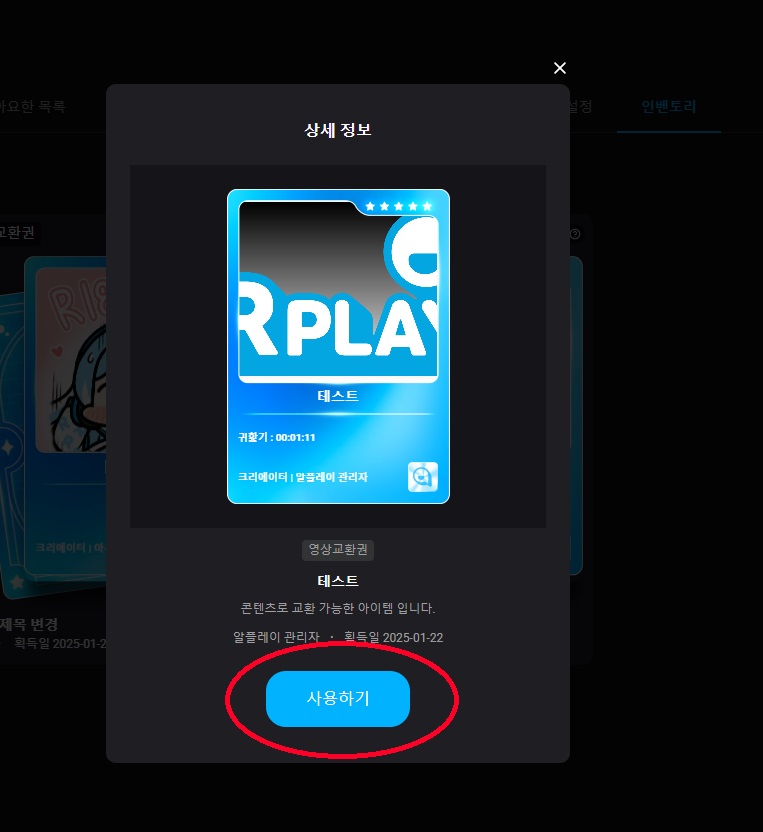 아요한 목록
설정
인벤토리
상세 정보
교환권
RPLAY
테스트
귀홡기 : 00:01:11
크리에이터 | 알플레이 관리자
크리에이터 | 아
영상교환권
테스트
콘텐츠로 교환 가능한 아이템 입니다.
제목 변경
획득일 2025-01-2
알플레이 관리자 · 획득일 2025-01-22
사용하기